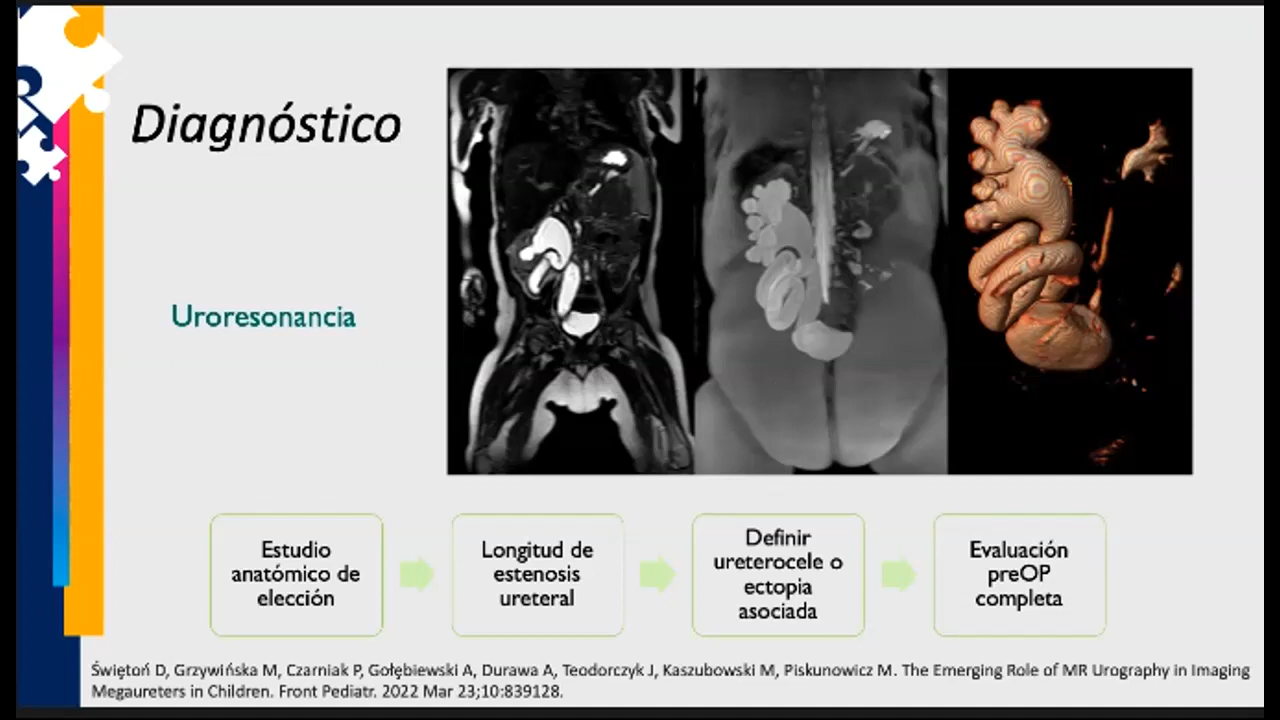 Diagnóstico
Uroresonancia
Estudio
anatómico de
elección
Longitud de
estenosis
ureteral
Definir
ureterocele o
ectopia
asociada
Evaluación
preOP
completa
Świętoń D, Grzywińska M, Czarniak P, Gołębiewski A, Durawa A, Teodorczyk J, Kaszubowski M, Piskunowicz M. The Emerging Role of MR Urography in Imaging
Megaureters in Children. Front Pediatr. 2022 Mar 23;10:839128.